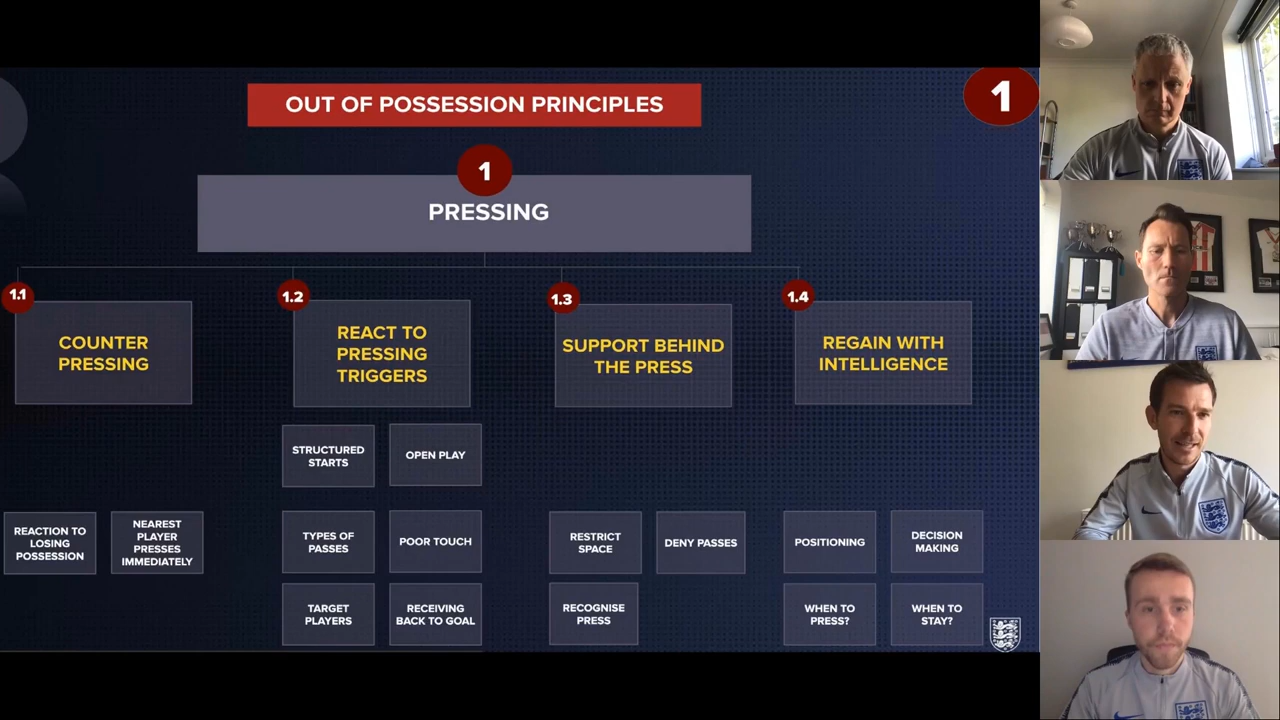 OUT OF POSSESSION PRINCIPLES
1
1
PRESSING
1.1
COUNTER
PRESSING
1.2
REACT TO
PRESSING
TRIGGERS
1.3
SUPPORT BEHIND
THE PRESS
1.4
REGAIN WITH
INTELLIGENCE
STRUCTURED
STARTS
OPEN PLAY
REACTION TO
LOSING
POSSESSION
NEAREST
PLAYER
PRESSES
IMMEDIATELY
TYPES OF
PASSES
POOR TOUCH
RESTRICT
SPACE
DENY PASSES
POSITIONING
DECISION
MAKING
TARGET
PLAYERS
RECEIVING
BACK TO GOAL
RECOGNISE
PRESS
WHEN TO
PRESS?
WHEN TO
STAY?